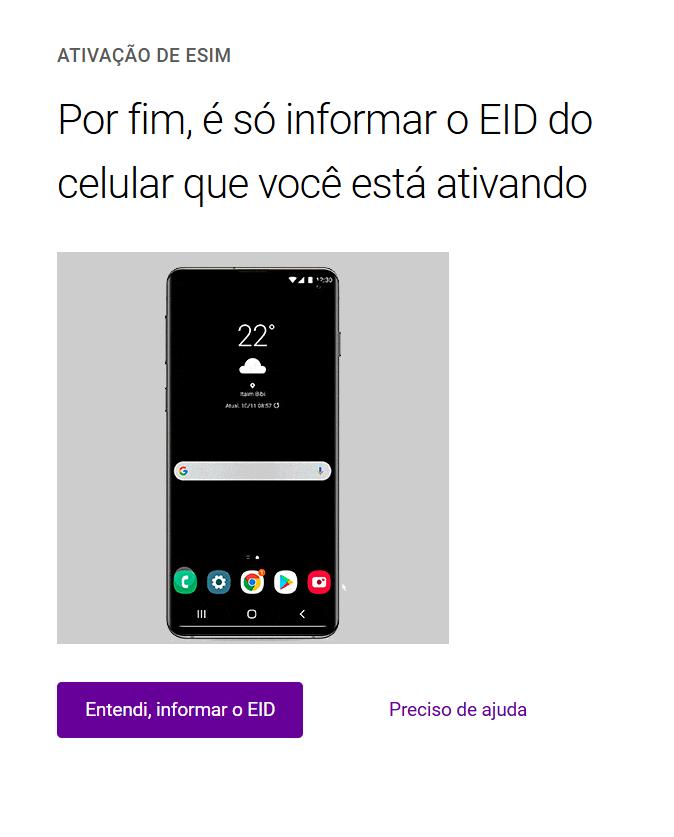 ATIVAÇÃO DE ESIM
Por fim, é só informar o EID do
celular que você está ativando
12:30
22°
Itaim Bibi
Atual. 10/11 08:57
Entendi, informar o EID
Preciso de ajuda